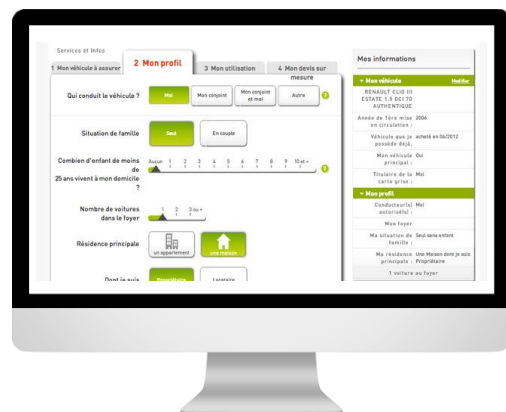 Services et Infos
1 Mon véhicule à assurer
2 Mon profil
3 Mon utilisation
4 Mon devis sur
mesure
Qui conduit le véhicule ?
Moi
Mon conjoint
Mon conjoint
et moi
Autre
?
Situation de famille
Seul
En couple
Combien d'enfant de moins
de
25 ans vivent à mon domicile
?
Aucun 1 2 3 4 5 6 7 8 9 10 et +
?
Nombre de voitures
dans le foyer
1 2 3 ou +
Résidence principale
un appartement
une maison
Dont je suis
Propriétaire
Locataire
Mes informations
Mon véhicule
Modifier
RENAULT CLIO III
ESTATE 1.5 DCI 70
AUTHENTIQUE
Année de 1ère mise 2006
en circulation :
Véhicule que je acheté en 06/2012
possède déjà,
Mon véhicule Oui
principal :
Titulaire de la Moi
carte grise :
Mon profil
Conducteur(s) Moi
autorisé(s) :
Mon foyer
Ma situation de Seul sans enfant
famille :
Ma résidence Une Maison dont je suis
principale : Propriétaire
1 voiture au foyer